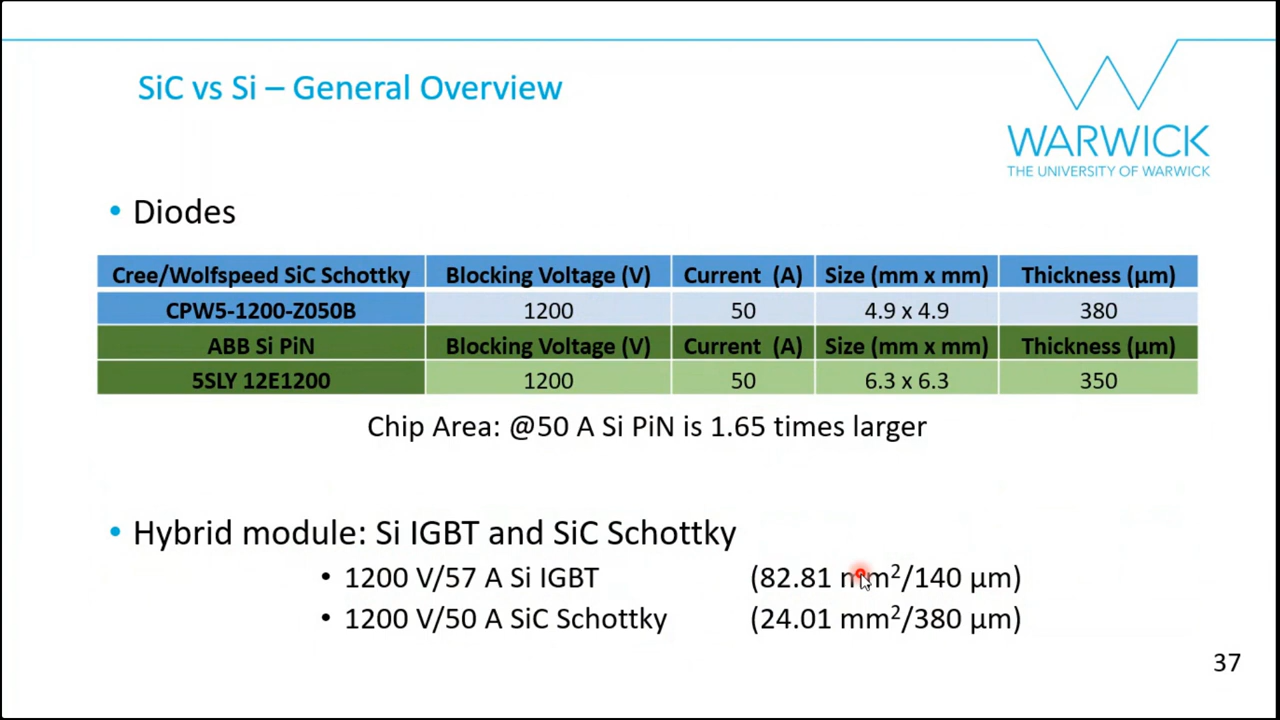 SiC vs Si – General Overview
WARWICK
THE UNIVERSITY OF WARWICK
• Diodes
Cree/Wolfspeed SiC Schottky Blocking Voltage (V) Current (A) Size (mm x mm) Thickness (µm)
CPW5-1200-Z050B 1200 50 4.9 x 4.9 380
ABB Si PiN Blocking Voltage (V) Current (A) Size (mm x mm) Thickness (µm)
5SLY 12E1200 1200 50 6.3 x 6.3 350
Chip Area: @50 A Si PiN is 1.65 times larger
• Hybrid module: Si IGBT and SiC Schottky
• 1200 V/57 A Si IGBT (82.81 mm²/140 µm)
• 1200 V/50 A SiC Schottky (24.01 mm²/380 µm)
37